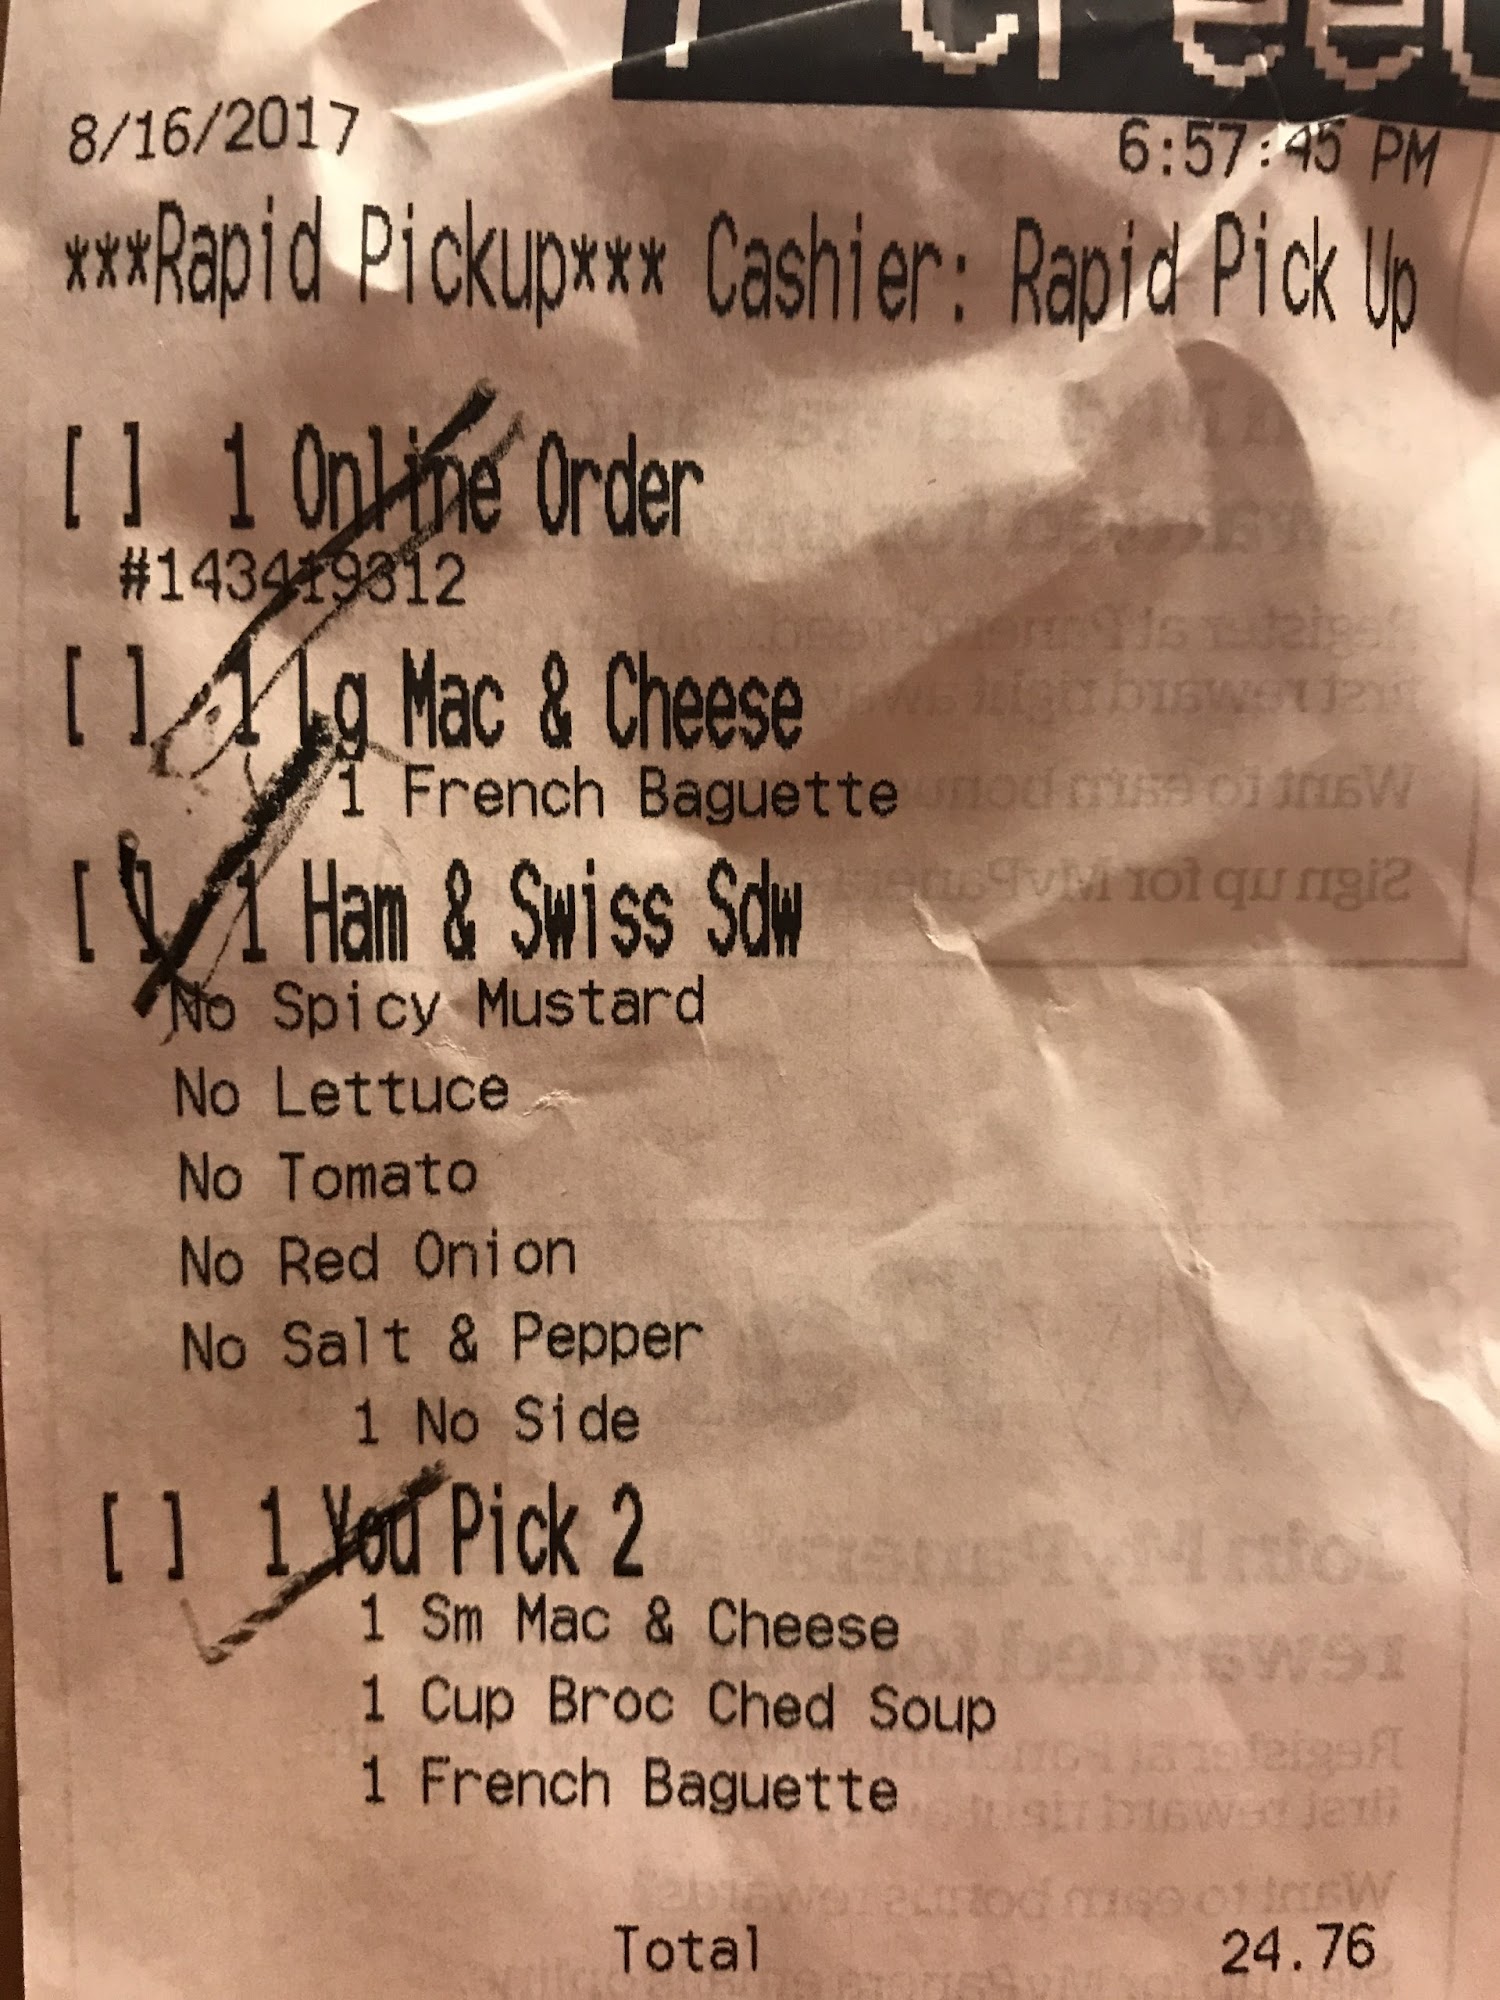 8/16/2017 6:57:45 PM
***Rapid Pickup*** Cashier: Rapid Pick Up
[ ] 1 Online Order
#143419312
[ ] 1 Lg Mac & Cheese
1 French Baguette
[ ] 1 Ham & Swiss Sdw
No Spicy Mustard
No Lettuce
No Tomato
No Red Onion
No Salt & Pepper
1 No Side
[ ] 1 You Pick 2
1 Sm Mac & Cheese
1 Cup Broc Ched Soup
1 French Baguette
Total 24.76